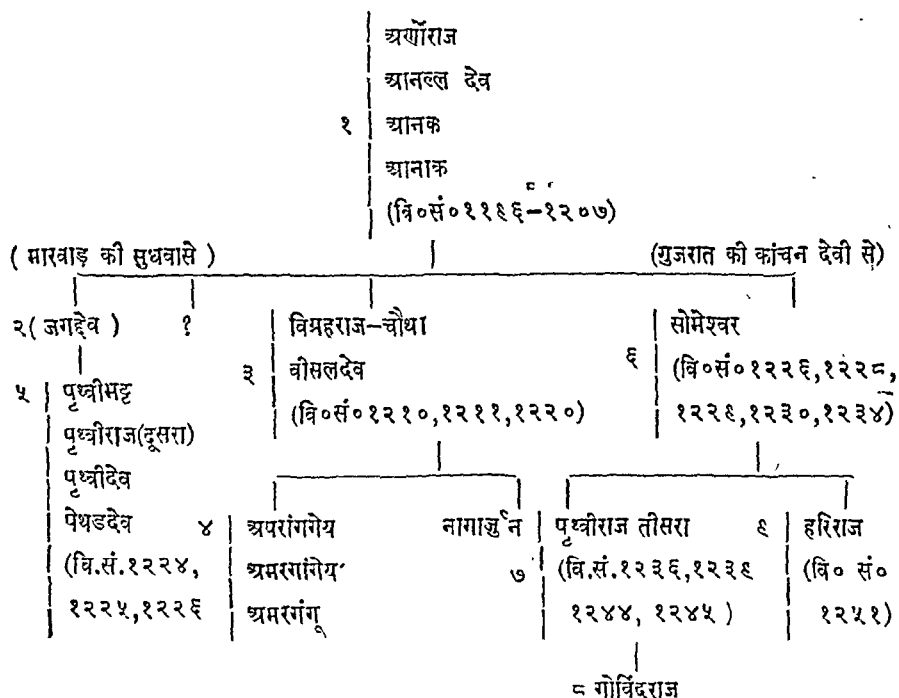 अर्णोराज
आनल्ल देव
१ आनक
आनाक
(वि०सं०११९६-१२०७)
(मारवाड़ की सुधवासे) (गुजरात की कांचन देवी से)
२(जगद्देव) १ विग्रहराज-चौथा सोमेश्वर
३ वीसलदेव ६ (वि०सं०१२२६,१२२८,
(वि०सं०१२१०,१२११,१२२०) १२२९,१२३०,१२३४)
५ पृथ्वीभट्ट
पृथ्वीराज(दूसरा)
पृथ्वीदेव
पेथडदेव ४ अपरांगगेय नागार्जुन पृथ्वीराज तीसरा ९ हरिराज
(वि.सं.१२२४, अमरगांगेय ७ (वि.सं.१२३६,१२३९ (वि० सं०
१२२५,१२२६ अमरगंगू १२४४, १२४५ ) १२५१)
८ गोविंदराज